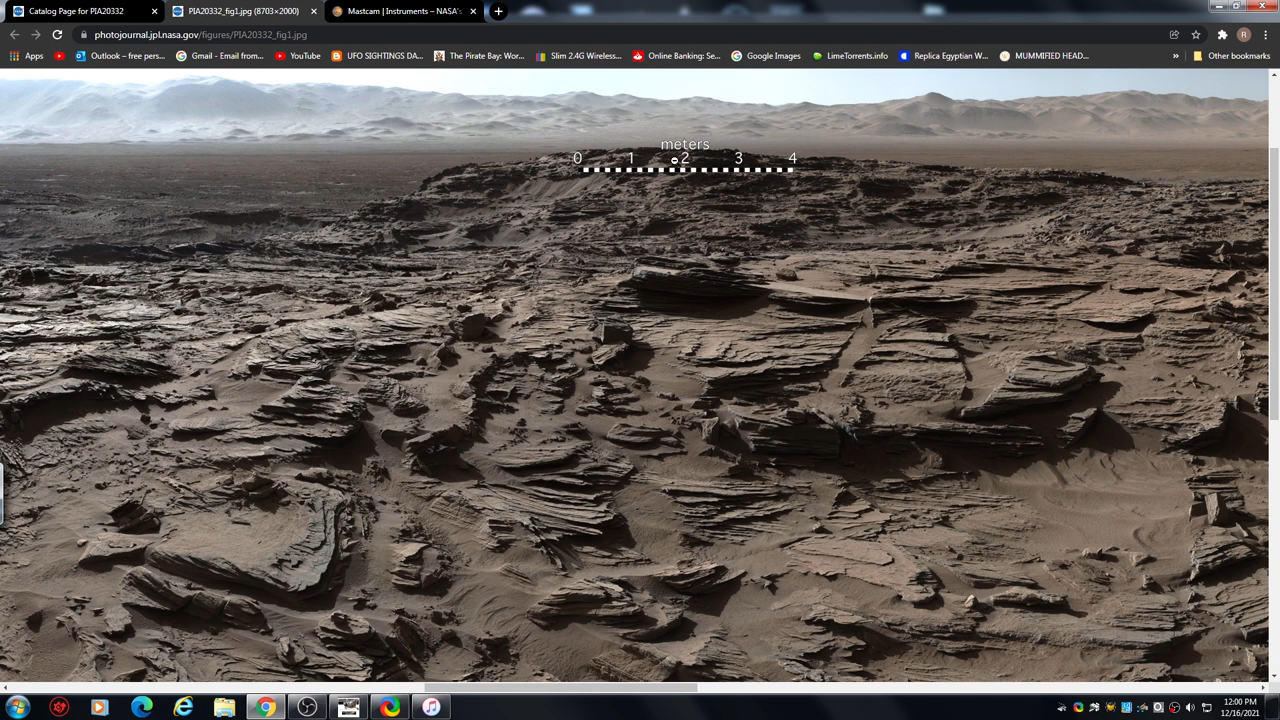 Catalog Page for PIA20332
PIA20332_fig1.jpg (8703×2000)
Mastcam | Instruments – NASA's
photojournal.jpl.nasa.gov/figures/PIA20332_fig1.jpg
R
Apps
Outlook – free pers...
Gmail - Email from...
YouTube
UFO SIGHTINGS DA...
The Pirate Bay: Wor...
Slim 2.4G Wireless...
Online Banking: Se...
Google Images
LimeTorrents.info
Replica Egyptian W...
MUMMIFIED HEAD...
»
Other bookmarks
meters
0 1 2 3 4
12:00 PM
12/16/2021